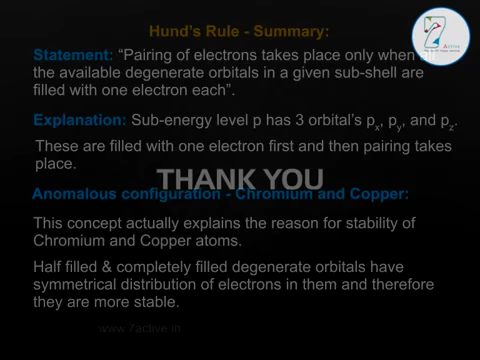 Hund's Rule - Summary:
Statement: “Pairing of electrons takes place only when all
the available degenerate orbitals in a given sub-shell are
filled with one electron each”.
Explanation: Sub-energy level p has 3 orbital's px, py, and pz.
These are filled with one electron first and then pairing takes
place.
THANK YOU
Anomalous configuration - Chromium and Copper:
This concept actually explains the reason for stability of
Chromium and Copper atoms.
Half filled & completely filled degenerate orbitals have
symmetrical distribution of electrons in them and therefore
they are more stable.
www.7active.in